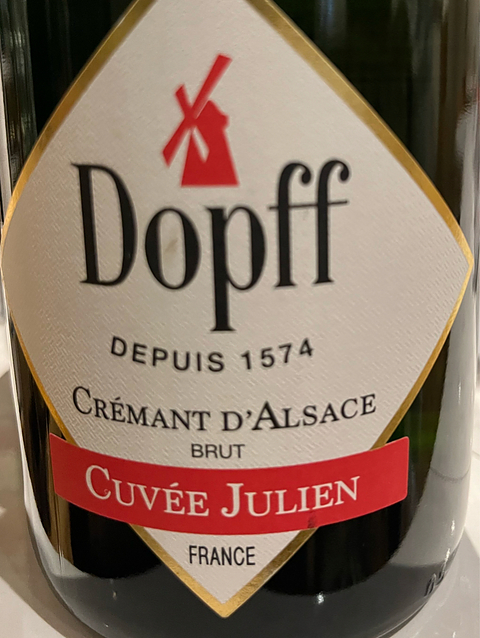 Dopff
DEPUIS 1574
CRÉMANT D'ALSACE
BRUT
CUVÉE JULIEN
FRANCE